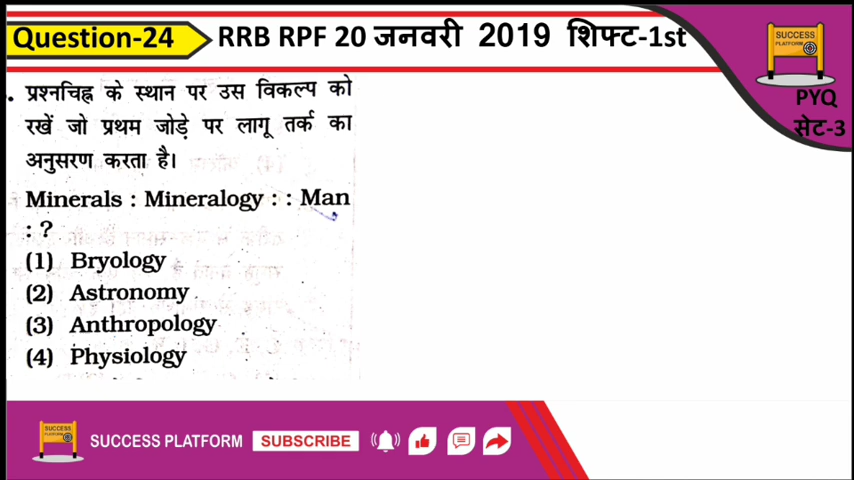 Question-24
RRB RPF 20 जनवरी 2019 शिफ्ट-1st
SUCCESS
PLATFORM
PYQ
सेट-3
. प्रश्नचिह्न के स्थान पर उस विकल्प को
रखें जो प्रथम जोड़े पर लागू तर्क का
अनुसरण करता है।
Minerals : Mineralogy : : Man
: ?
(1) Bryology
(2) Astronomy
(3) Anthropology
(4) Physiology
SUCCESS PLATFORM
SUBSCRIBE